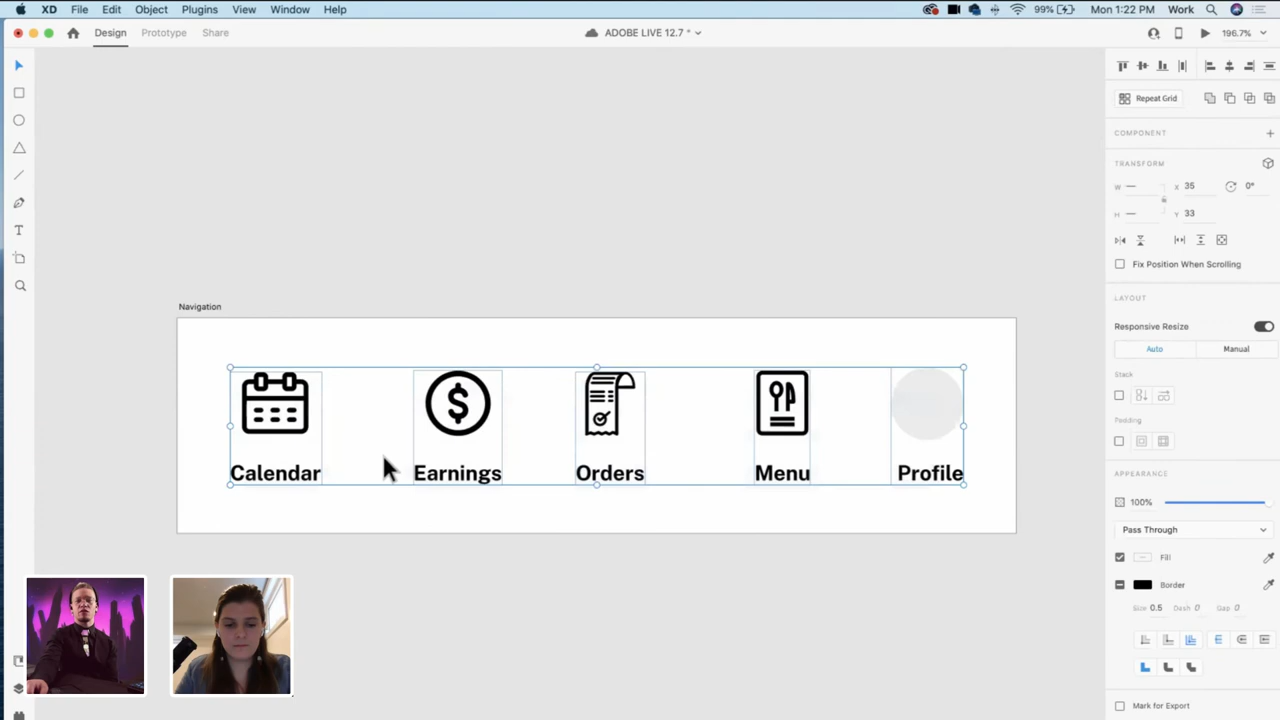 XD File Edit Object Plugins View Window Help 99% Mon 1:22 PM Work
Design Prototype Share ADOBE LIVE 12.7 * 196.7%
Repeat Grid
COMPONENT
TRANSFORM
W — X 35 0°
H — Y 33
Fix Position When Scrolling
LAYOUT
Responsive Resize
Auto Manual
Stack
Padding
APPEARANCE
100%
Pass Through
Fill
Border
Size 0.5 Dash 0 Gap 0
Mark for Export
Navigation
Calendar Earnings Orders Menu Profile